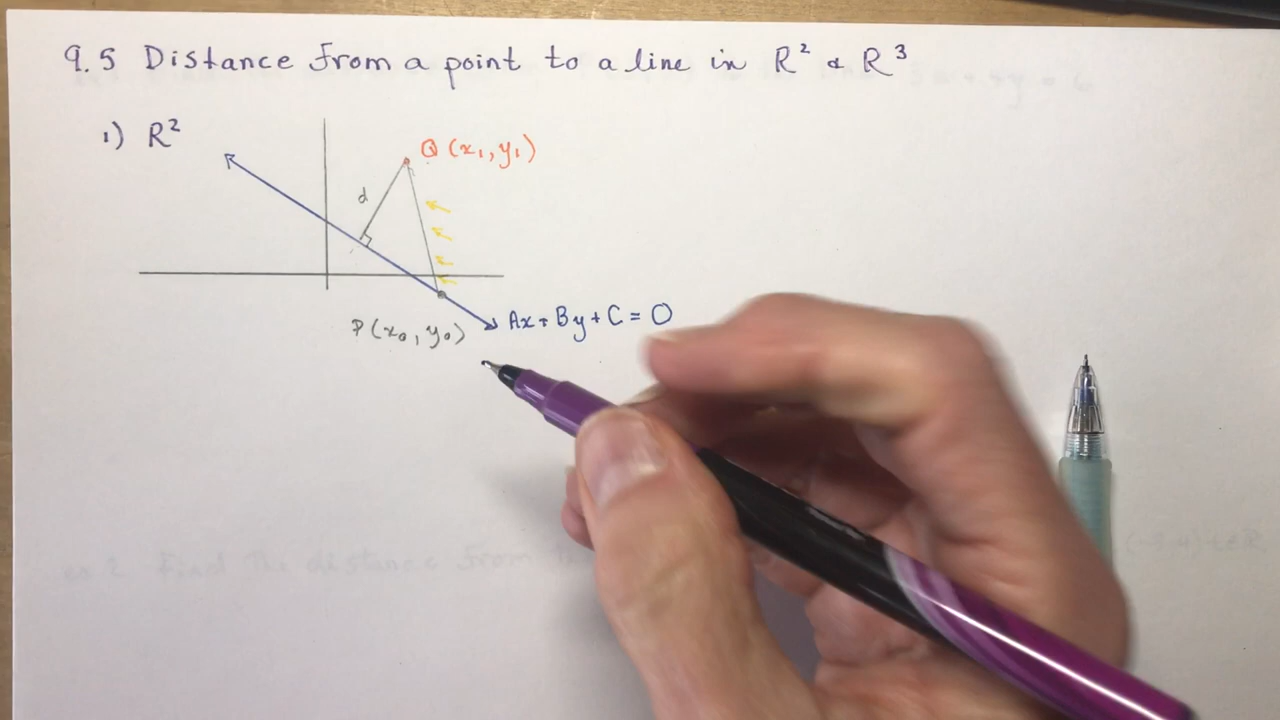 9.5 Distance from a point to a line in R² & R³
1) R²
Q (x₁, y₁)
d
P (x₀, y₀)
Ax + By + C = 0